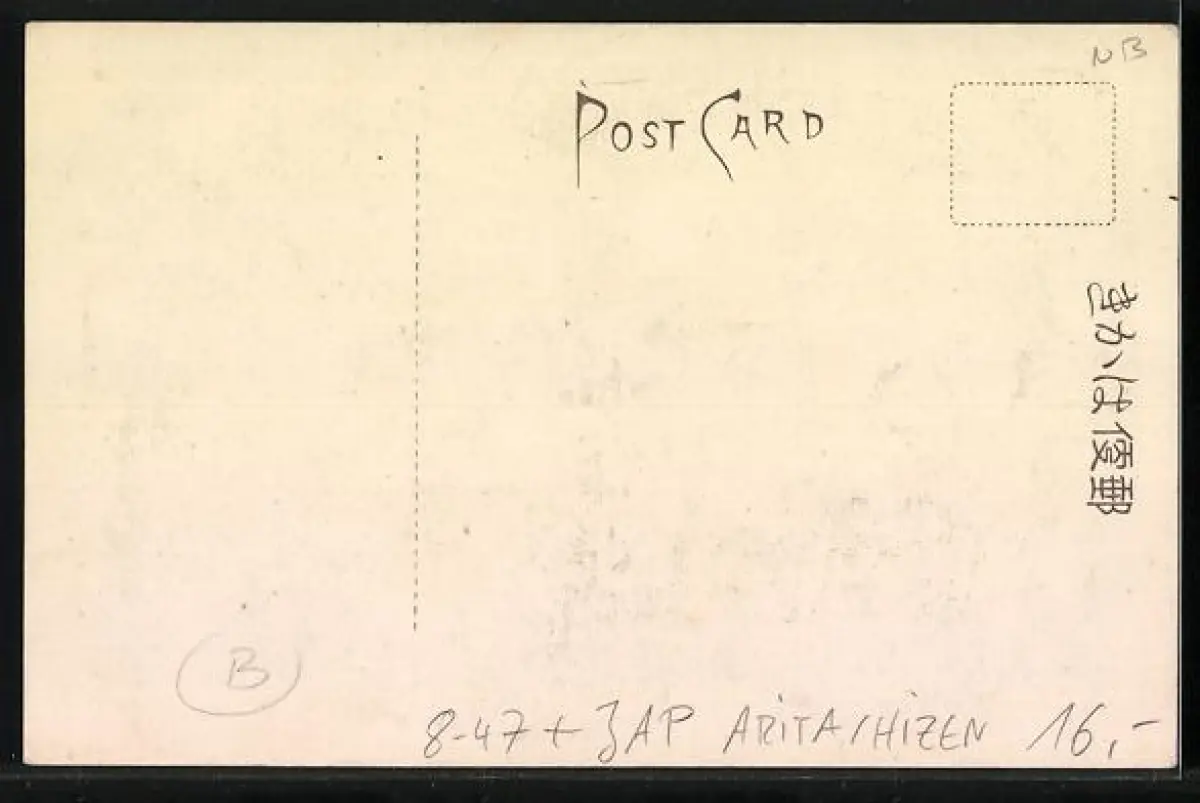 NB
POST CARD
きかは便郵
B
8-47+JAP ARITA/HIZEN 16,-